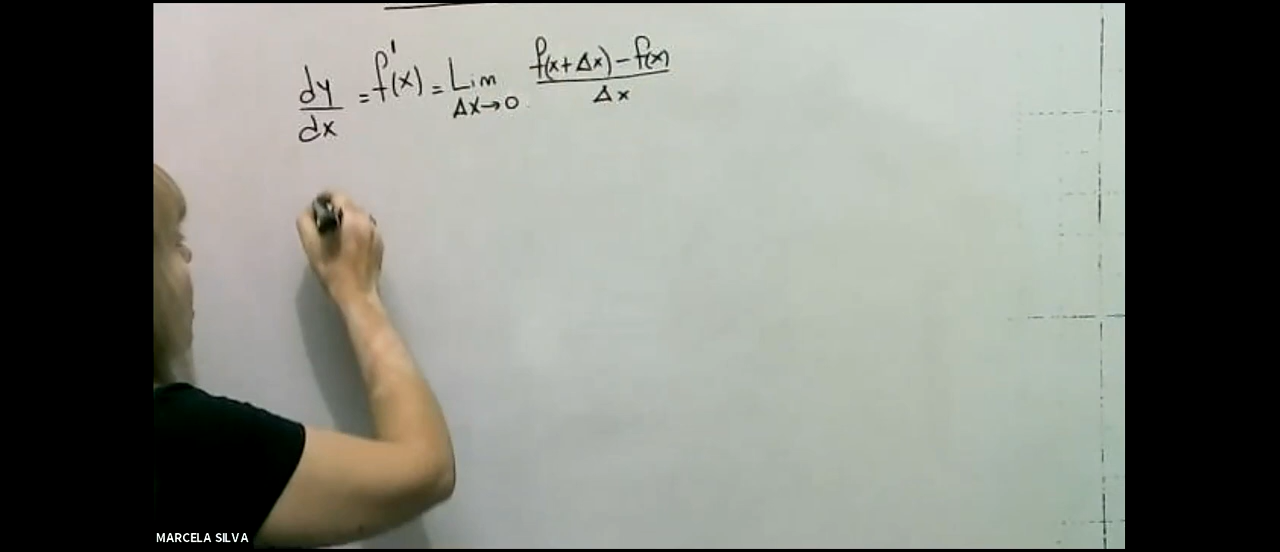 dy/dx = f'(x) = Lim Δx→0 f(x+Δx)-f(x)/Δx
MARCELA SILVA